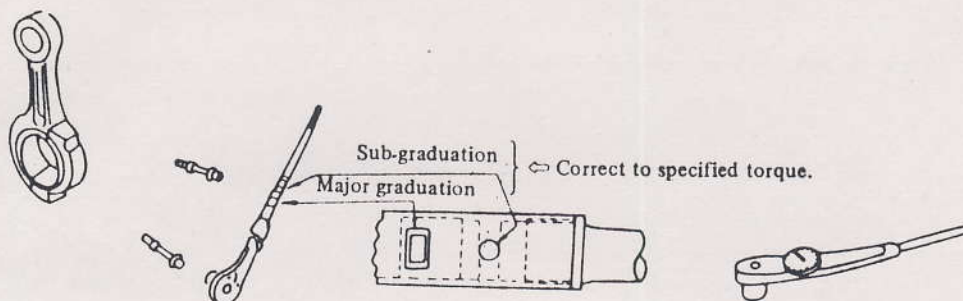 Sub-graduation
⇦ Correct to specified torque.
Major graduation